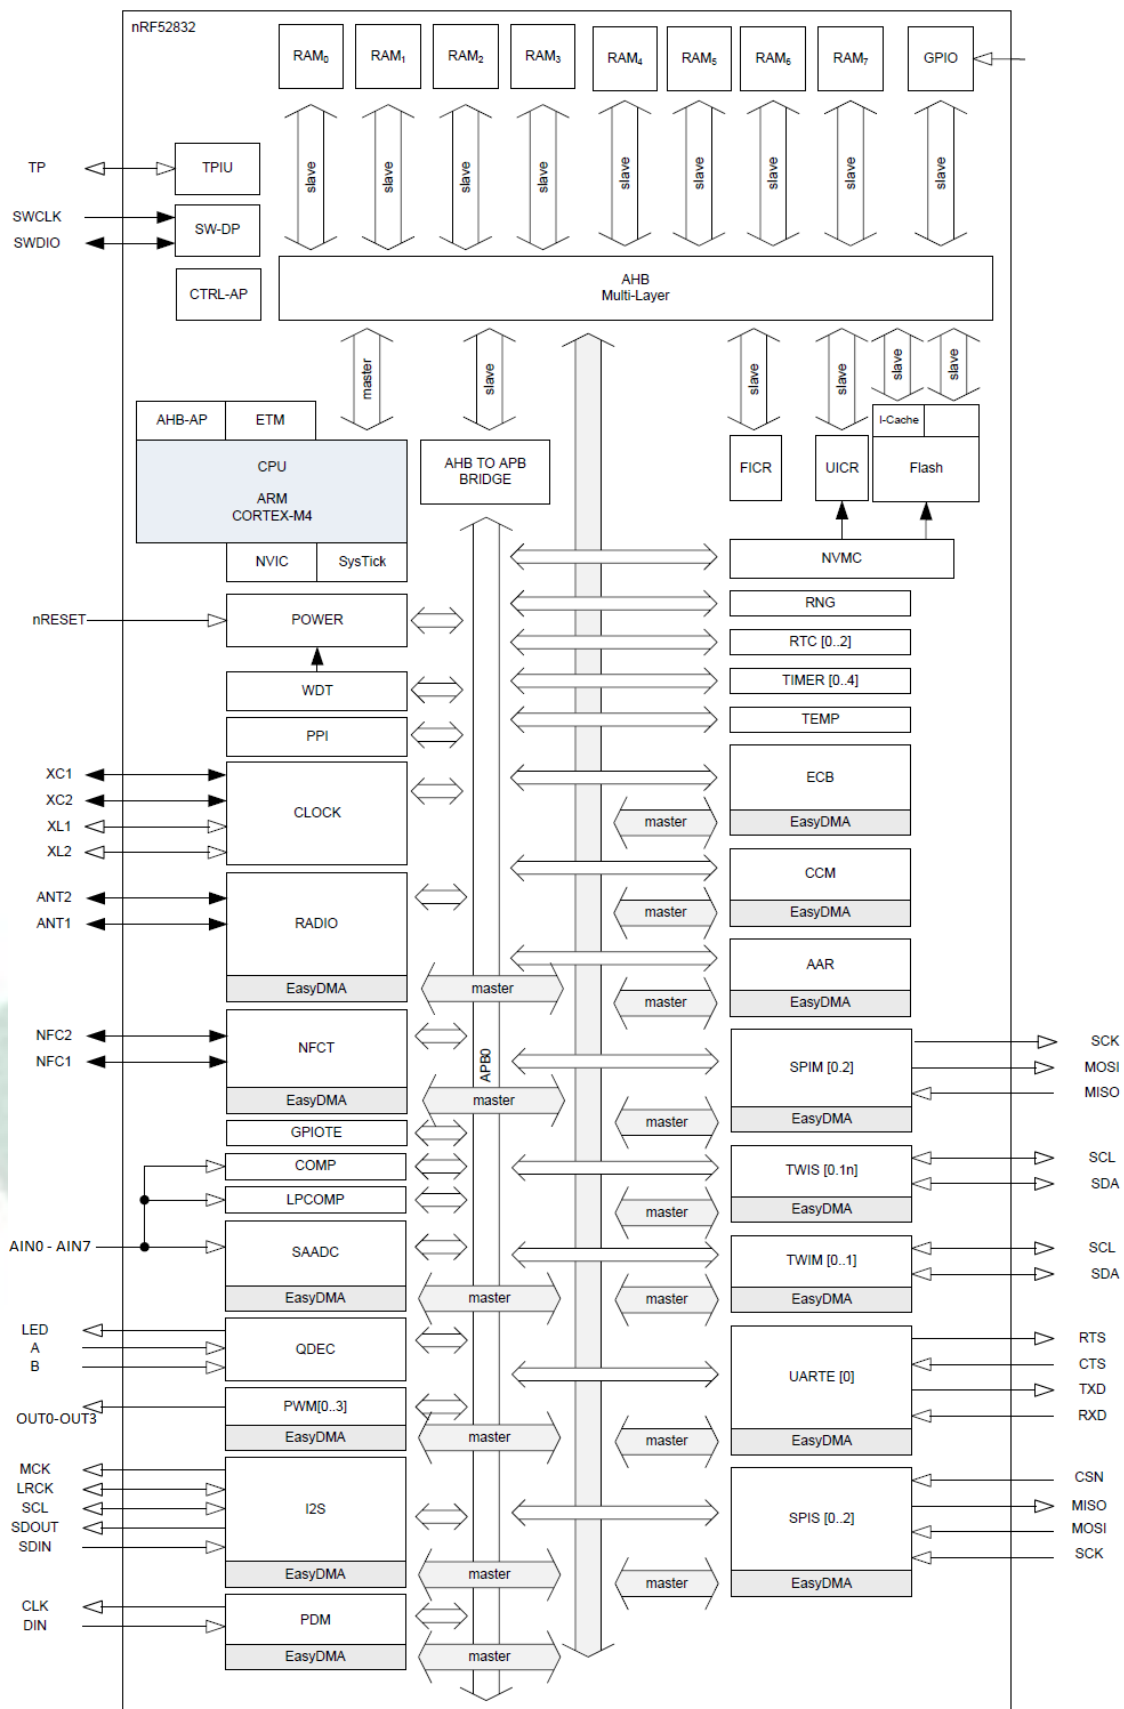 nRF52832
RAM0
RAM1
RAM2
RAM3
RAM4
RAM5
RAM6
RAM7
GPIO
slave
slave
slave
slave
slave
slave
slave
slave
slave
TP
TPIU
SWCLK
SWDIO
SW-DP
CTRL-AP
AHB
Multi-Layer
master
slave
slave
slave
slave
slave
AHB-AP
ETM
CPU
ARM
CORTEX-M4
NVIC
SysTick
AHB TO APB
BRIDGE
FICR
UICR
I-Cache
Flash
NVMC
nRESET
POWER
RNG
RTC [0..2]
WDT
TIMER [0..4]
PPI
TEMP
XC1
XC2
XL1
XL2
CLOCK
ECB
master
EasyDMA
ANT2
ANT1
RADIO
EasyDMA
master
CCM
master
EasyDMA
AAR
master
EasyDMA
NFC2
NFC1
NFCT
EasyDMA
master
APB0
SPIM [0.2]
master
EasyDMA
SCK
MOSI
MISO
GPIOTE
COMP
LPCOMP
AIN0 - AIN7
SAADC
EasyDMA
master
TWIS [0.1n]
master
EasyDMA
SCL
SDA
TWIM [0..1]
master
EasyDMA
SCL
SDA
LED
A
B
QDEC
OUT0-OUT3
PWM[0..3]
EasyDMA
master
UARTE [0]
master
EasyDMA
RTS
CTS
TXD
RXD
MCK
LRCK
SCL
SDOUT
SDIN
I2S
EasyDMA
master
SPIS [0..2]
master
EasyDMA
CSN
MISO
MOSI
SCK
CLK
DIN
PDM
EasyDMA
master